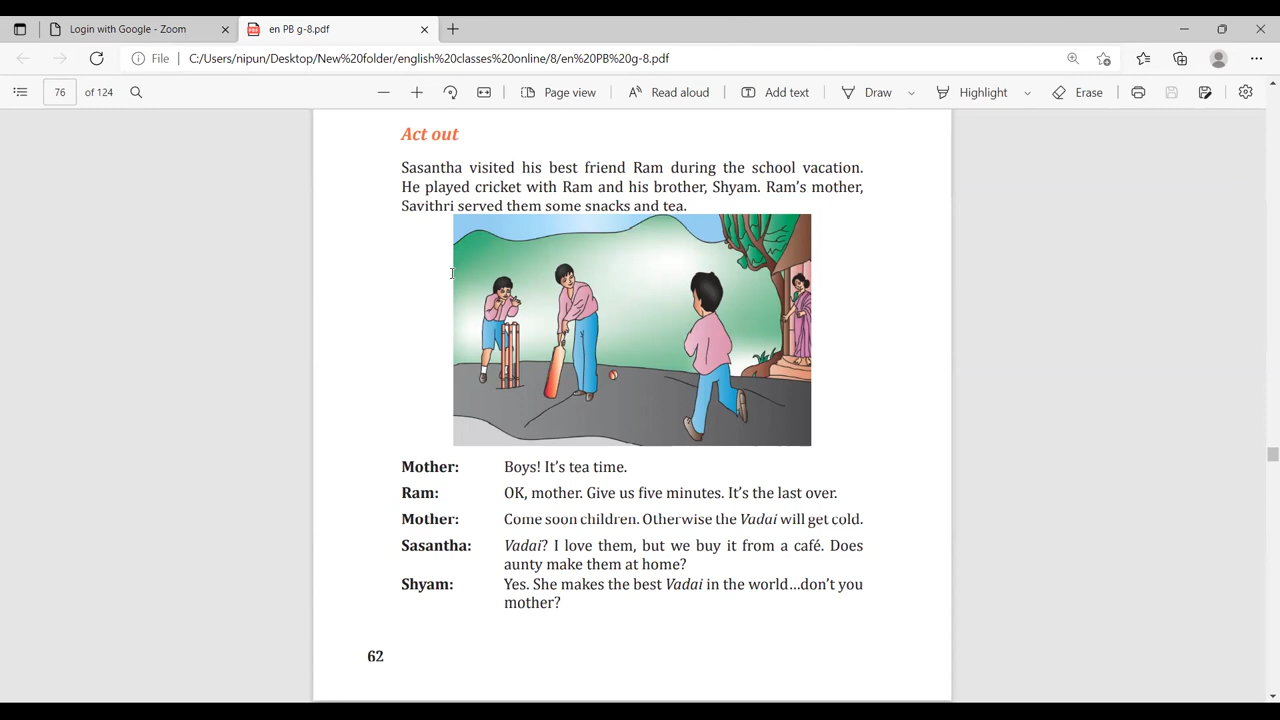 Login with Google - Zoom
en PB g-8.pdf
File
C:/Users/nipun/Desktop/New%20folder/english%20classes%20online/8/en%20PB%20g-8.pdf
76 of 124
Page view
Read aloud
Add text
Draw
Highlight
Erase
Act out
Sasantha visited his best friend Ram during the school vacation.
He played cricket with Ram and his brother, Shyam. Ram's mother,
Savithri served them some snacks and tea.
Mother: Boys! It's tea time.
Ram: OK, mother. Give us five minutes. It's the last over.
Mother: Come soon children. Otherwise the Vadai will get cold.
Sasantha: Vadai? I love them, but we buy it from a café. Does
aunty make them at home?
Shyam: Yes. She makes the best Vadai in the world...don't you
mother?
62